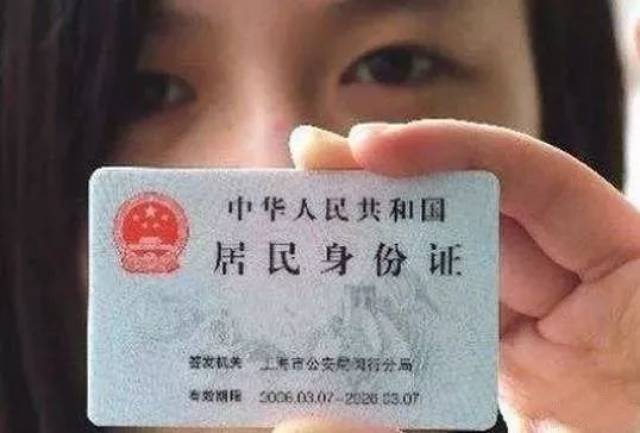 中华人民共和国
居民身份证
签发机关 上海市公安局闵行分局
有效期限 2006.03.07-2026.03.07